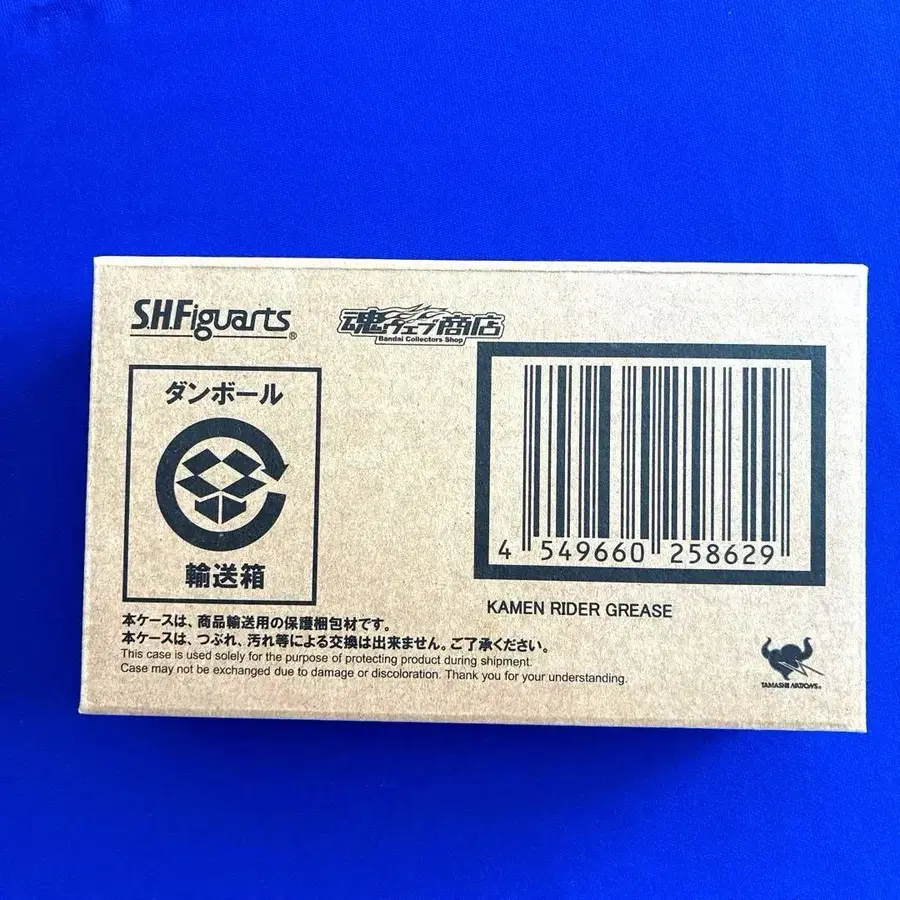 S.H.Figuarts®
魂ウェブ商店
Bandai Collectors Shop
ダンボール
輸送箱
4 549660 258629
KAMEN RIDER GREASE
本ケースは、商品輸送用の保護梱包材です。
本ケースは、つぶれ、汚れ等による交換は出来ません。ご了承ください。
This case is used solely for the purpose of protecting product during shipment.
Case may not be exchanged due to damage or discoloration. Thank you for your understanding.
TAMASHII NATIONS